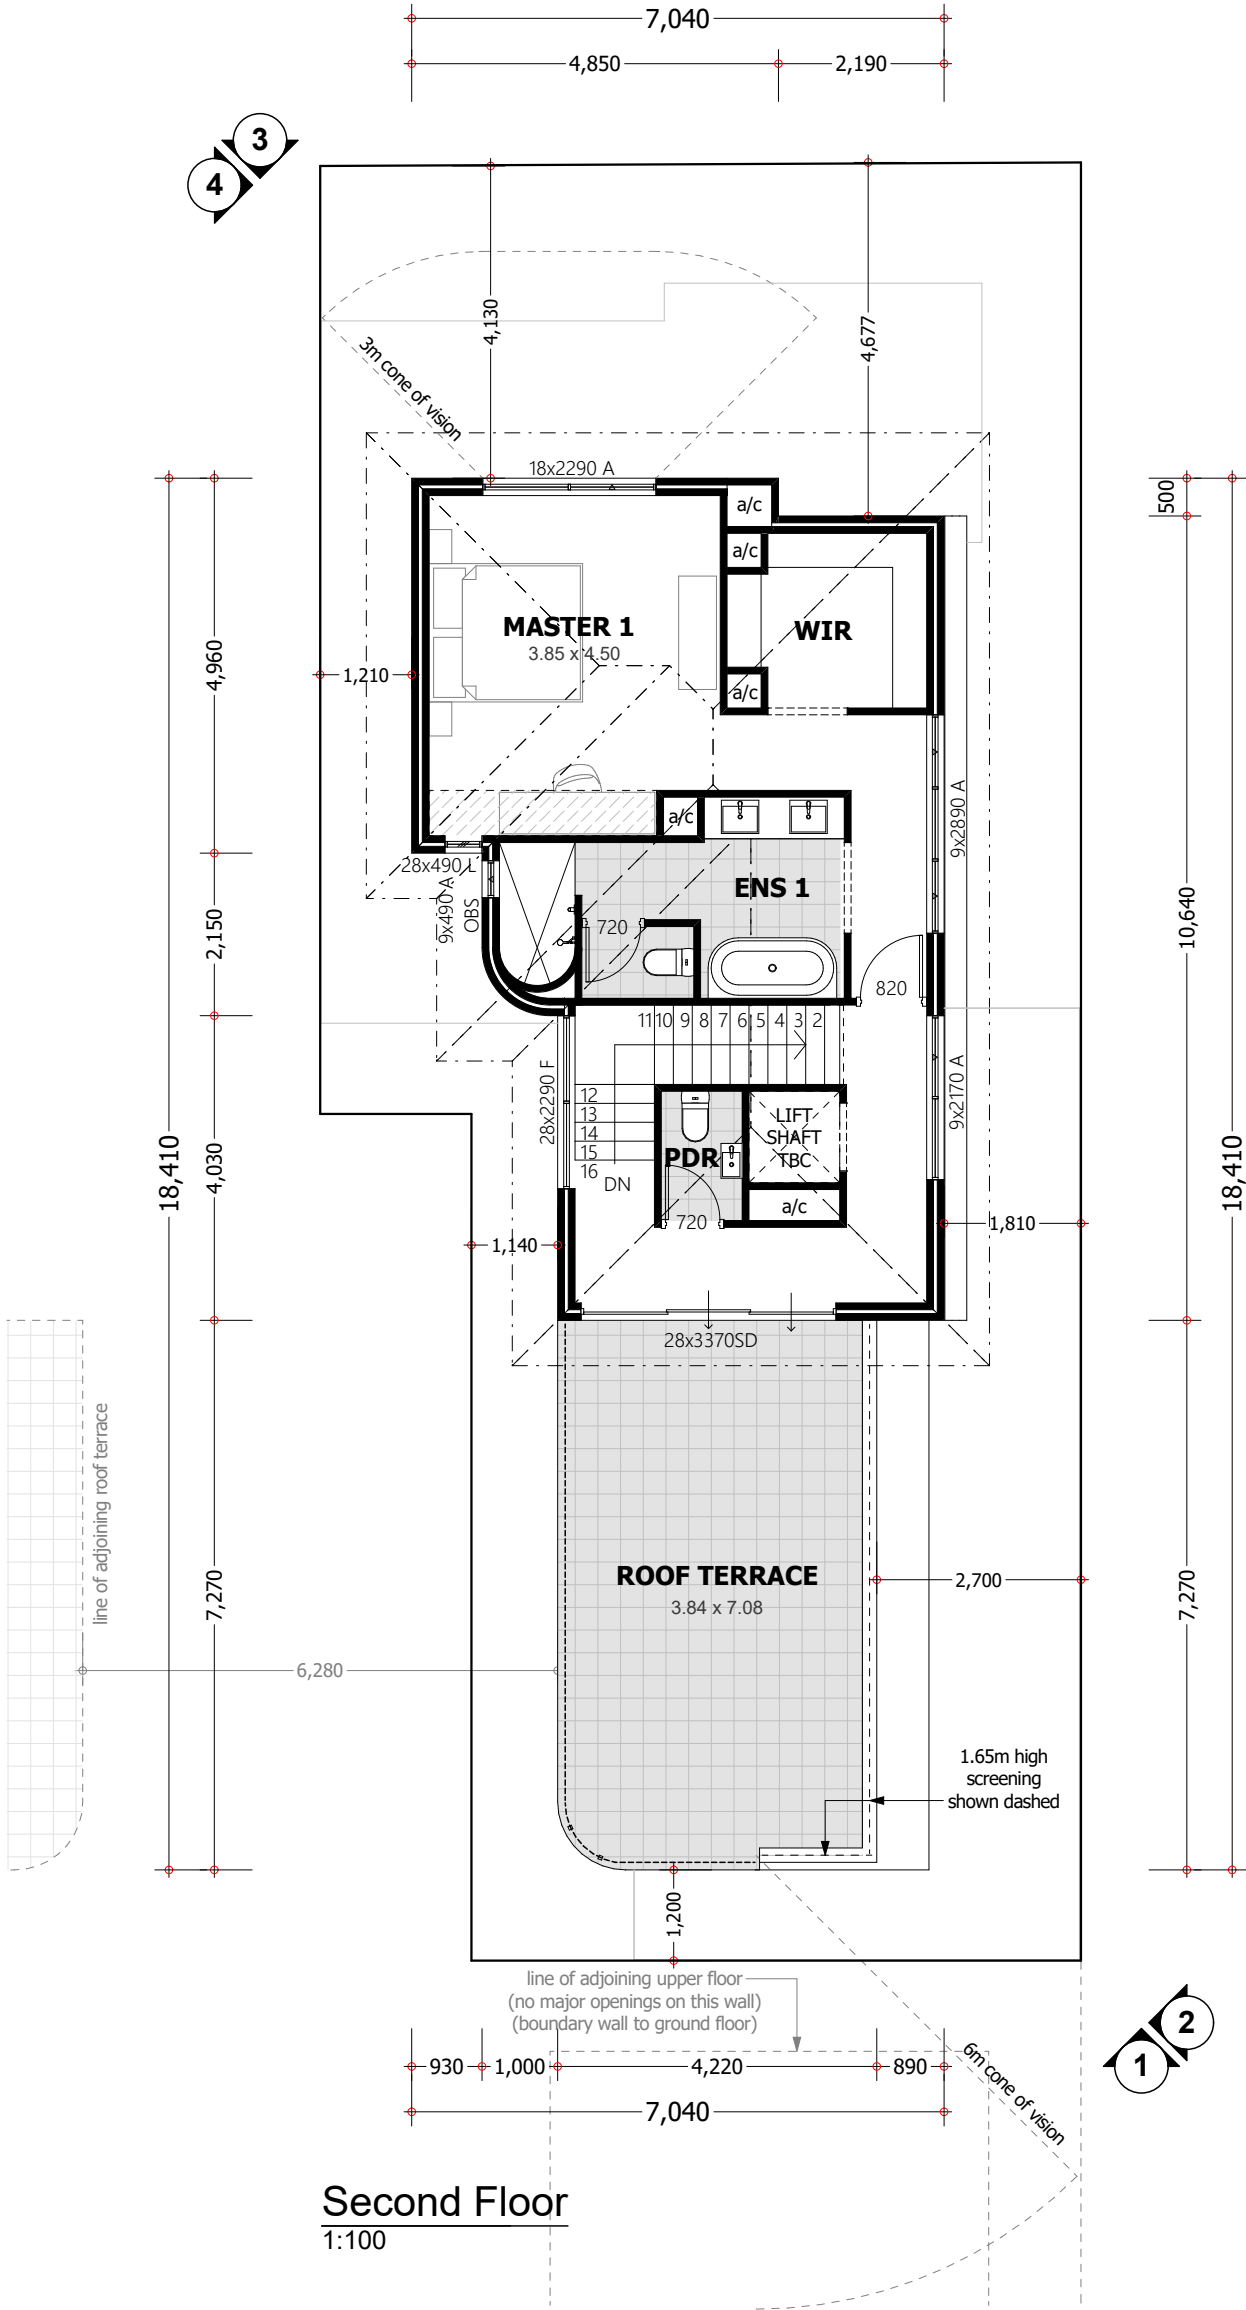 7,040
4,850
2,190
3
4
4,130
4,677
3m cone of vision
18x2290 A
a/c
500
a/c
MASTER 1
3.85 x 4.50
WIR
4,960
1,210
a/c
a/c
9x2890 A
28x490 L
ENS 1
9x490 A
OBS
2,150
720
10,640
820
11 10 9 8 7 6 5 4 3 2
28x2290 F
9x2170 A
12
13
14
15
16
DN
LIFT
SHAFT
TBC
PDR
18,410
4,030
18,410
a/c
720
1,140
1,810
28x3370SD
line of adjoining roof terrace
ROOF TERRACE
3.84 x 7.08
2,700
7,270
7,270
6,280
1.65m high
screening
shown dashed
1,200
line of adjoining upper floor
(no major openings on this wall)
(boundary wall to ground floor)
2
1
930
1,000
4,220
890
6m cone of vision
7,040
Second Floor
1:100